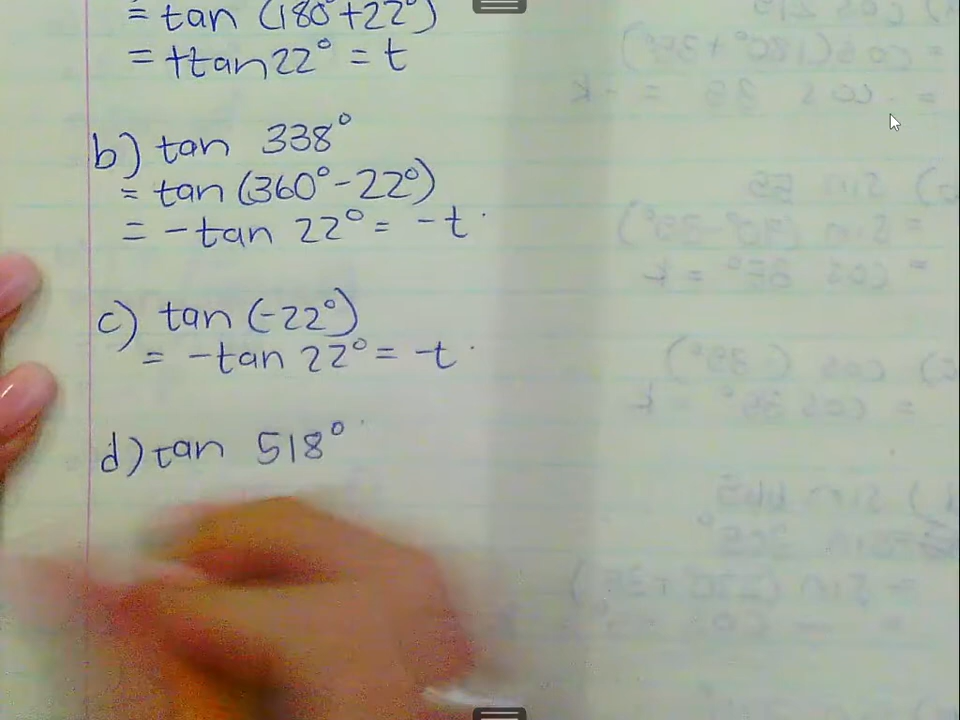 = tan (180°+22°)
= +tan 22° = t
b) tan 338°
= tan (360°-22°)
= -tan 22° = -t
c) tan (-22°)
= -tan 22° = -t
d) tan 518°